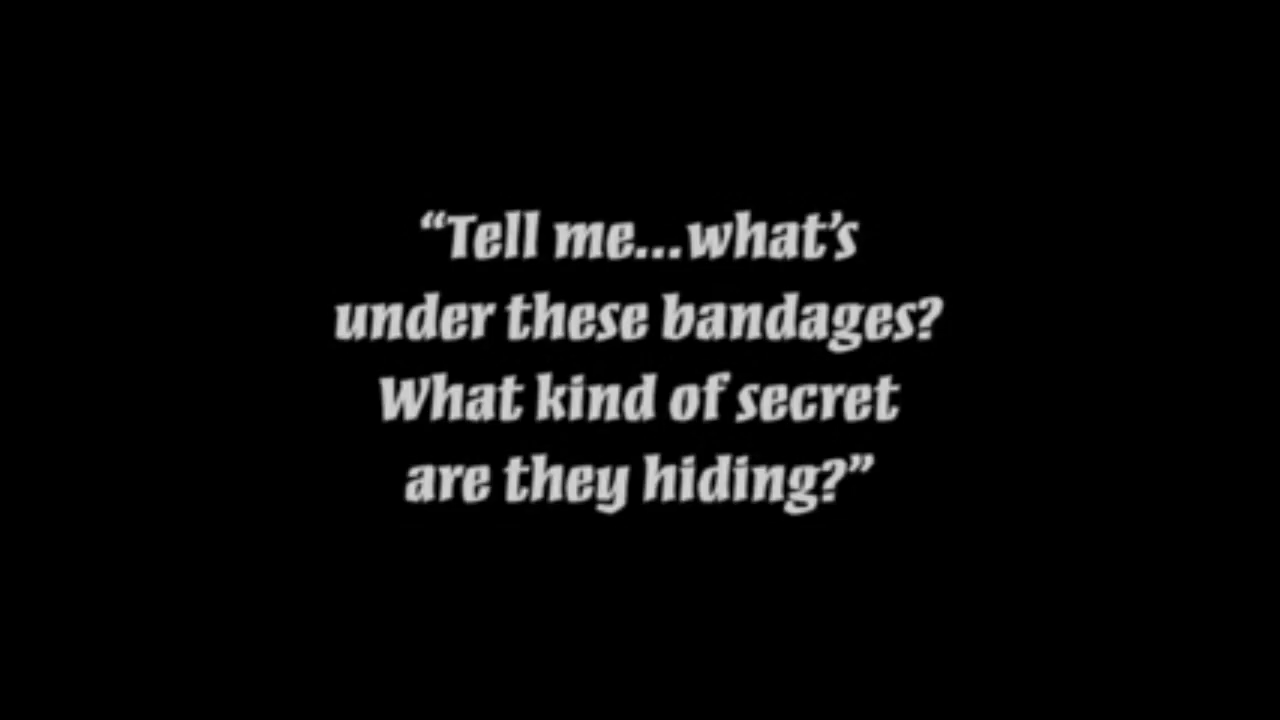 “Tell me...what’s
under these bandages?
What kind of secret
are they hiding?”